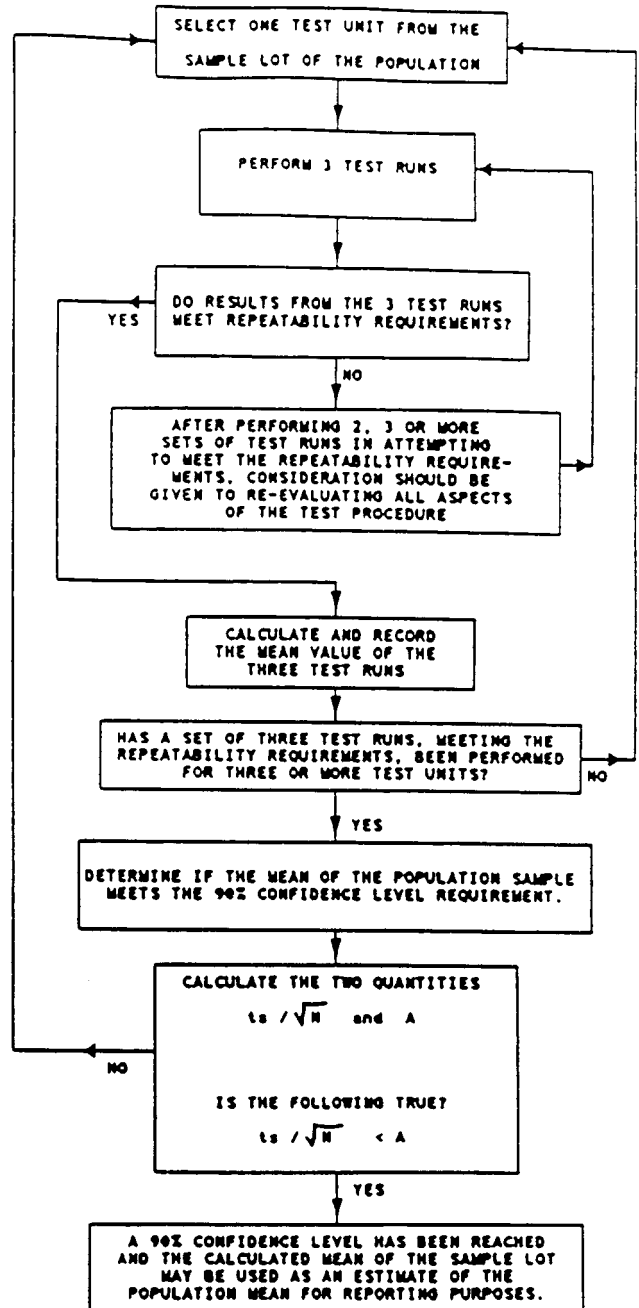 SELECT ONE TEST UNIT FROM THE
SAMPLE LOT OF THE POPULATION
PERFORM 3 TEST RUNS
DO RESULTS FROM THE 3 TEST RUNS
MEET REPEATABILITY REQUIREMENTS?
YES
NO
AFTER PERFORMING 2, 3 OR MORE
SETS OF TEST RUNS IN ATTEMPTING
TO MEET THE REPEATABILITY REQUIRE-
MENTS, CONSIDERATION SHOULD BE
GIVEN TO RE-EVALUATING ALL ASPECTS
OF THE TEST PROCEDURE
CALCULATE AND RECORD
THE MEAN VALUE OF THE
THREE TEST RUNS
HAS A SET OF THREE TEST RUNS, MEETING THE
REPEATABILITY REQUIREMENTS, BEEN PERFORMED
FOR THREE OR MORE TEST UNITS?
NO
YES
DETERMINE IF THE MEAN OF THE POPULATION SAMPLE
MEETS THE 90% CONFIDENCE LEVEL REQUIREMENT.
CALCULATE THE TWO QUANTITIES
ts / √N and A
NO
IS THE FOLLOWING TRUE?
ts / √N < A
YES
A 90% CONFIDENCE LEVEL HAS BEEN REACHED
AND THE CALCULATED MEAN OF THE SAMPLE LOT
MAY BE USED AS AN ESTIMATE OF THE
POPULATION MEAN FOR REPORTING PURPOSES.